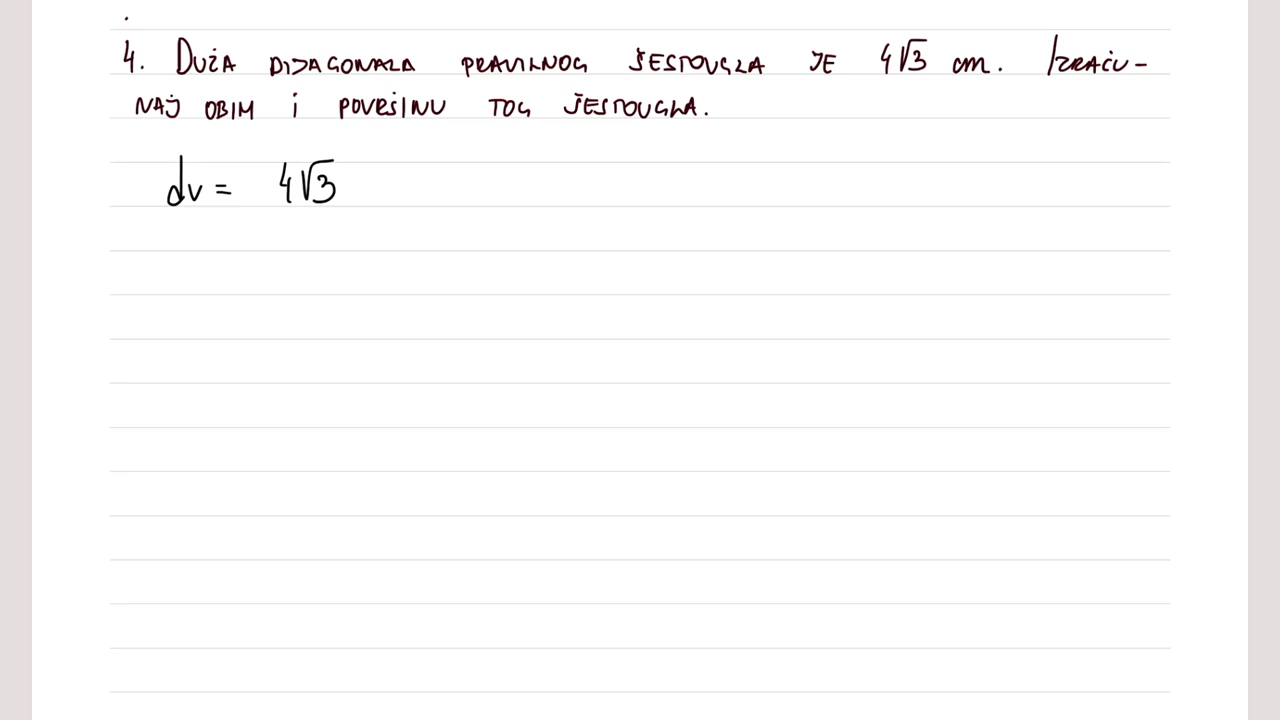 4. DUŽA DIJAGONALA PRAVILNOG ŠESTOUGLA JE 4√3 cm. IZRAČU-
NAJ OBIM I POVRŠINU TOG ŠESTOUGLA.
dv = 4√3